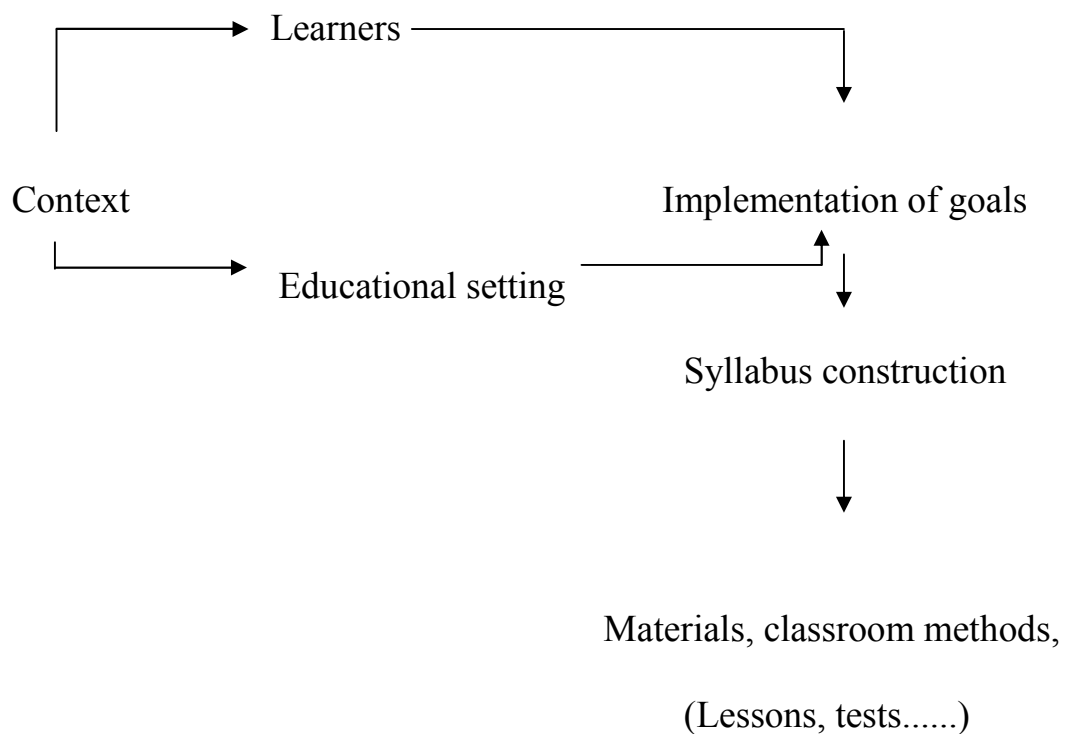 Learners
Context
Implementation of goals
Educational setting
Syllabus construction
Materials, classroom methods,
(Lessons, tests......)